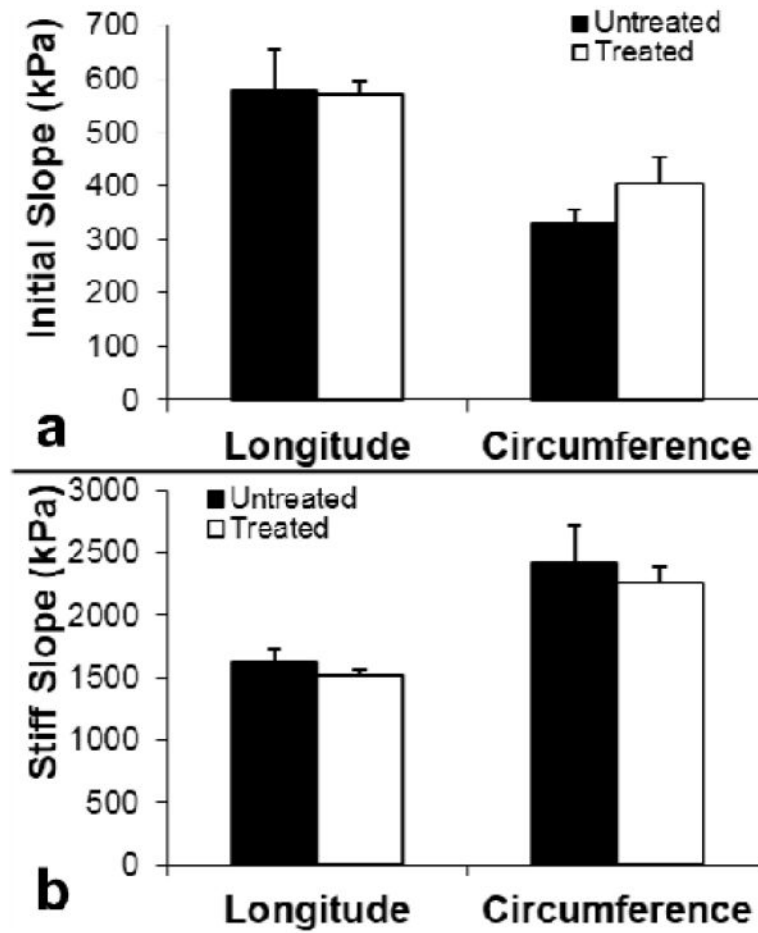 Initial Slope (kPa)
700
600
500
400
300
200
100
0
Untreated
Treated
Longitude
Circumference
a
Stiff Slope (kPa)
3000
2500
2000
1500
1000
500
0
Untreated
Treated
Longitude
Circumference
b